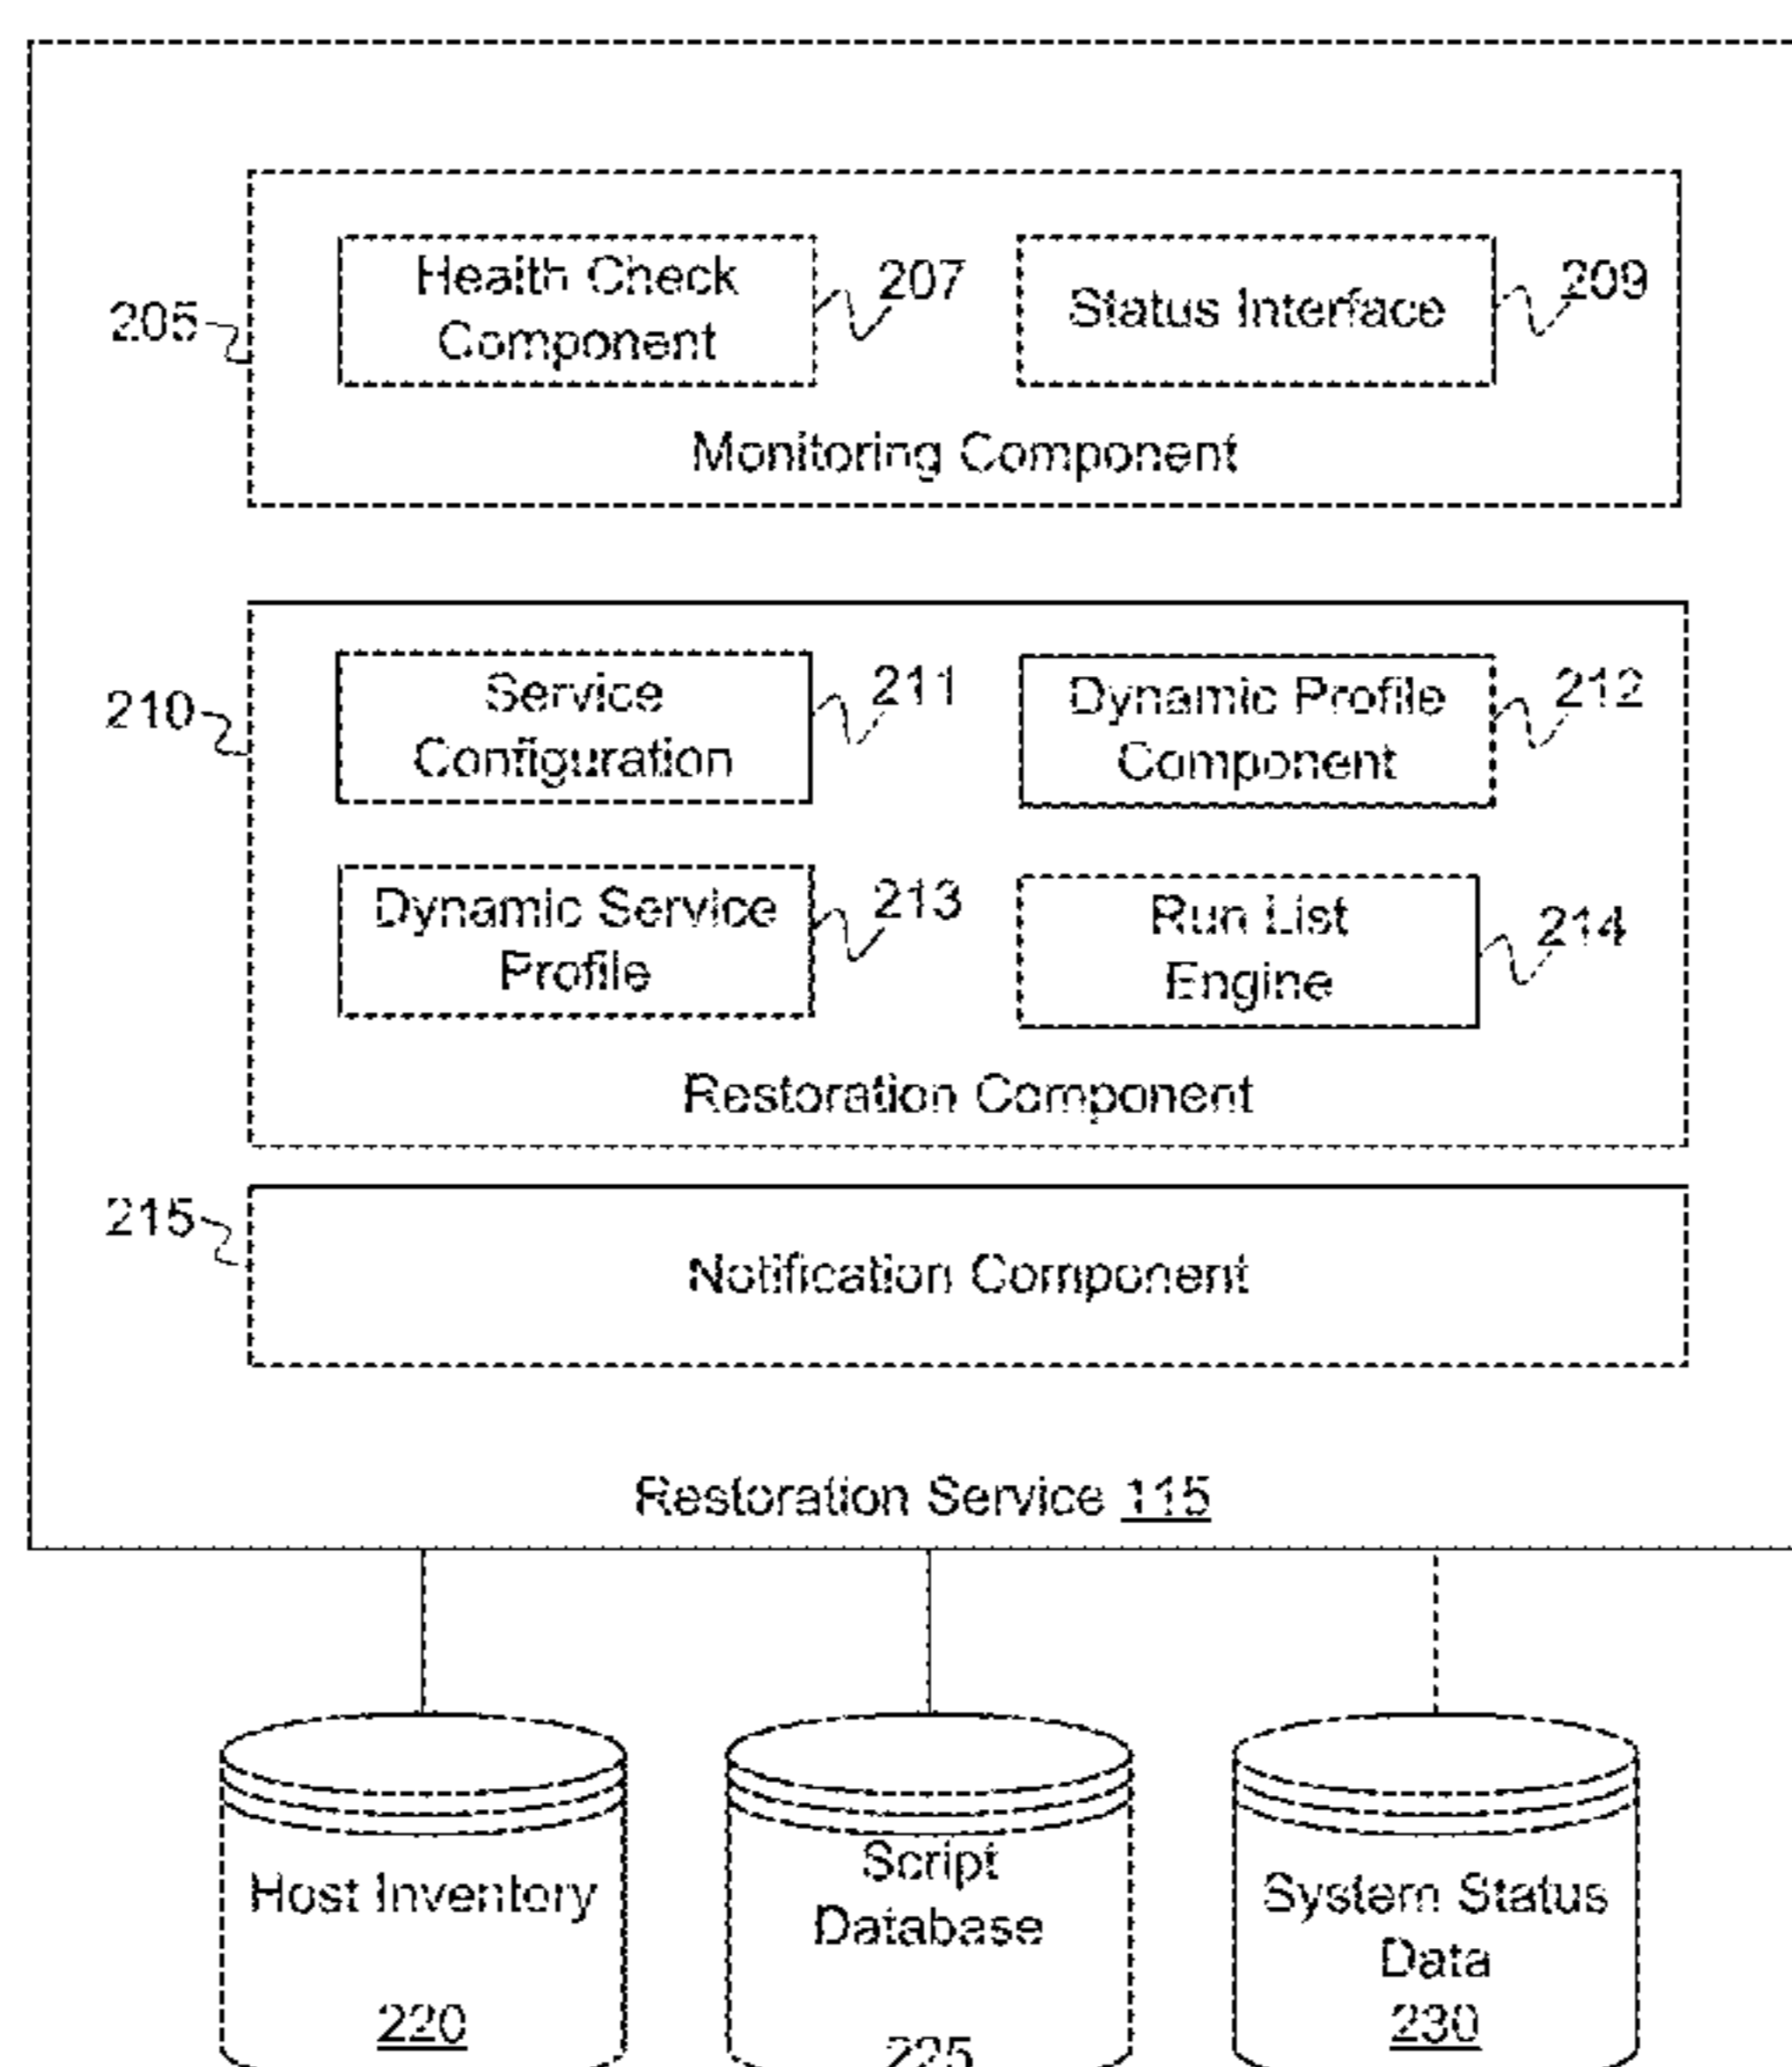 Health Check
Component
207
Status Interface
209
205
Monitoring Component
210
Service
Configuration
211
Dynamic Profile
Component
212
Dynamic Service
Profile
213
Run List
Engine
214
Restoration Component
215
Notification Component
Restoration Service 115
Host Inventory
220
Script
Database
225
System Status
Data
230